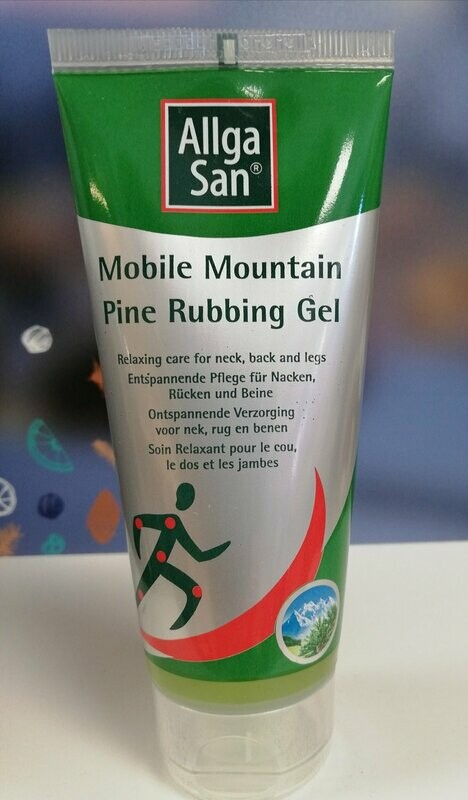 Allga
San®
Mobile Mountain
Pine Rubbing Gel
Relaxing care for neck, back and legs
Entspannende Pflege für Nacken,
Rücken und Beine
Ontspannende Verzorging
voor nek, rug en benen
Soin Relaxant pour le cou,
le dos et les jambes